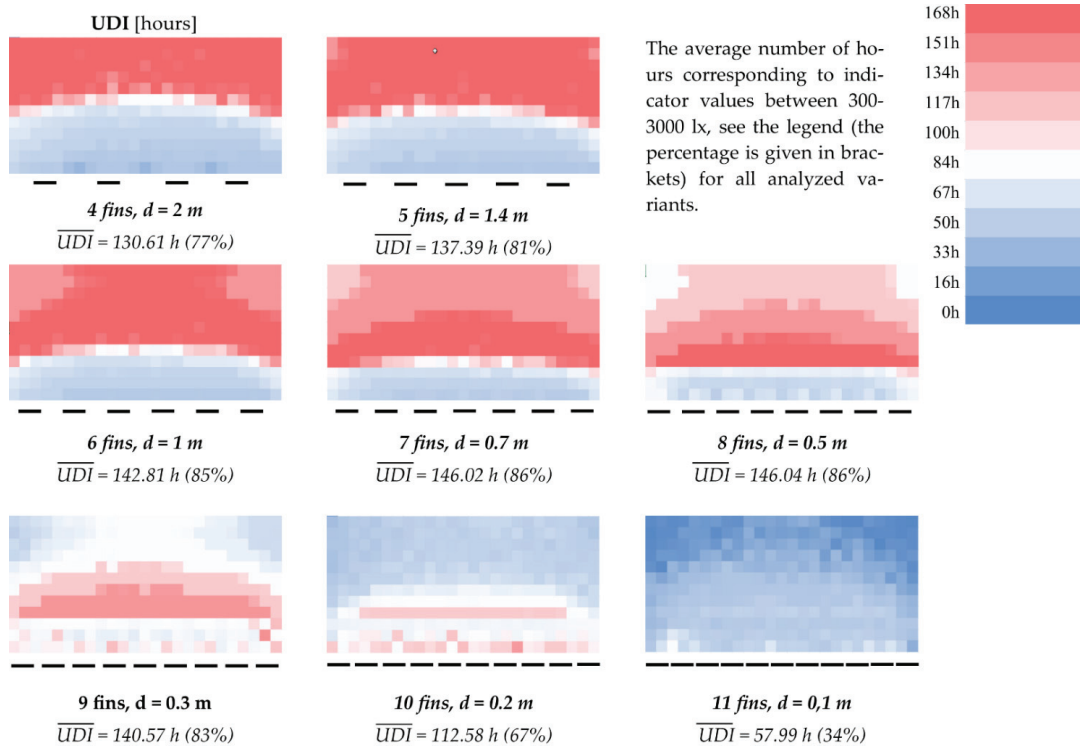 UDI [hours]
The average number of ho-
urs corresponding to indi-
cator values between 300-
3000 lx, see the legend (the
percentage is given in brac-
kets) for all analyzed va-
riants.
168h
151h
134h
117h
100h
84h
67h
50h
33h
16h
0h
4 fins, d = 2 m
UDI = 130.61 h (77%)
5 fins, d = 1.4 m
UDI = 137.39 h (81%)
6 fins, d = 1 m
UDI = 142.81 h (85%)
7 fins, d = 0.7 m
UDI = 146.02 h (86%)
8 fins, d = 0.5 m
UDI = 146.04 h (86%)
9 fins, d = 0.3 m
UDI = 140.57 h (83%)
10 fins, d = 0.2 m
UDI = 112.58 h (67%)
11 fins, d = 0,1 m
UDI = 57.99 h (34%)